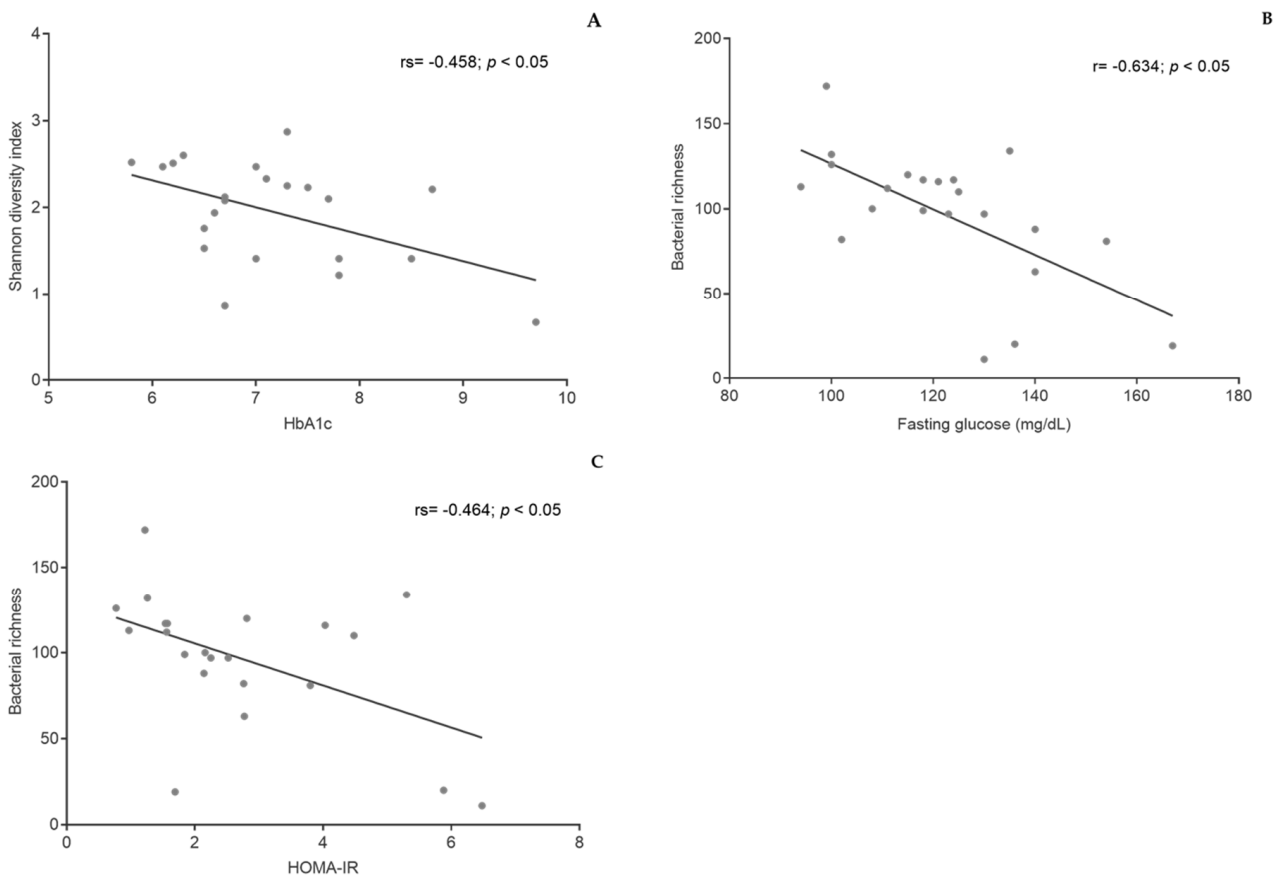 A
rs= -0.458; p < 0.05
4
3
2
1
0
Shannon diversity index
5 6 7 8 9 10
HbA1c
B
r= -0.634; p < 0.05
200
150
100
50
0
Bacterial richness
80 100 120 140 160 180
Fasting glucose (mg/dL)
C
rs= -0.464; p < 0.05
200
150
100
50
0
Bacterial richness
0 2 4 6 8
HOMA-IR